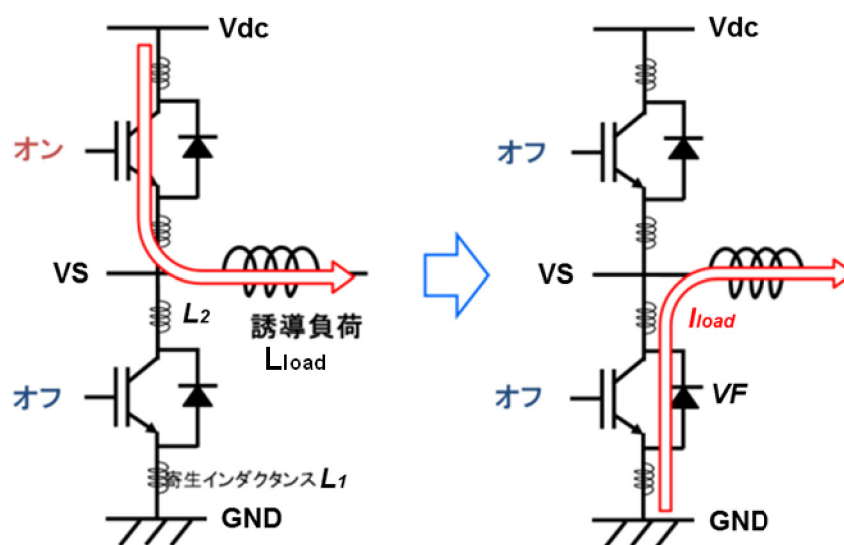 Vdc
オン
VS
L2
誘導負荷
Lload
オフ
寄生インダクタンス L1
GND
Vdc
オフ
VS
Iload
オフ
VF
GND